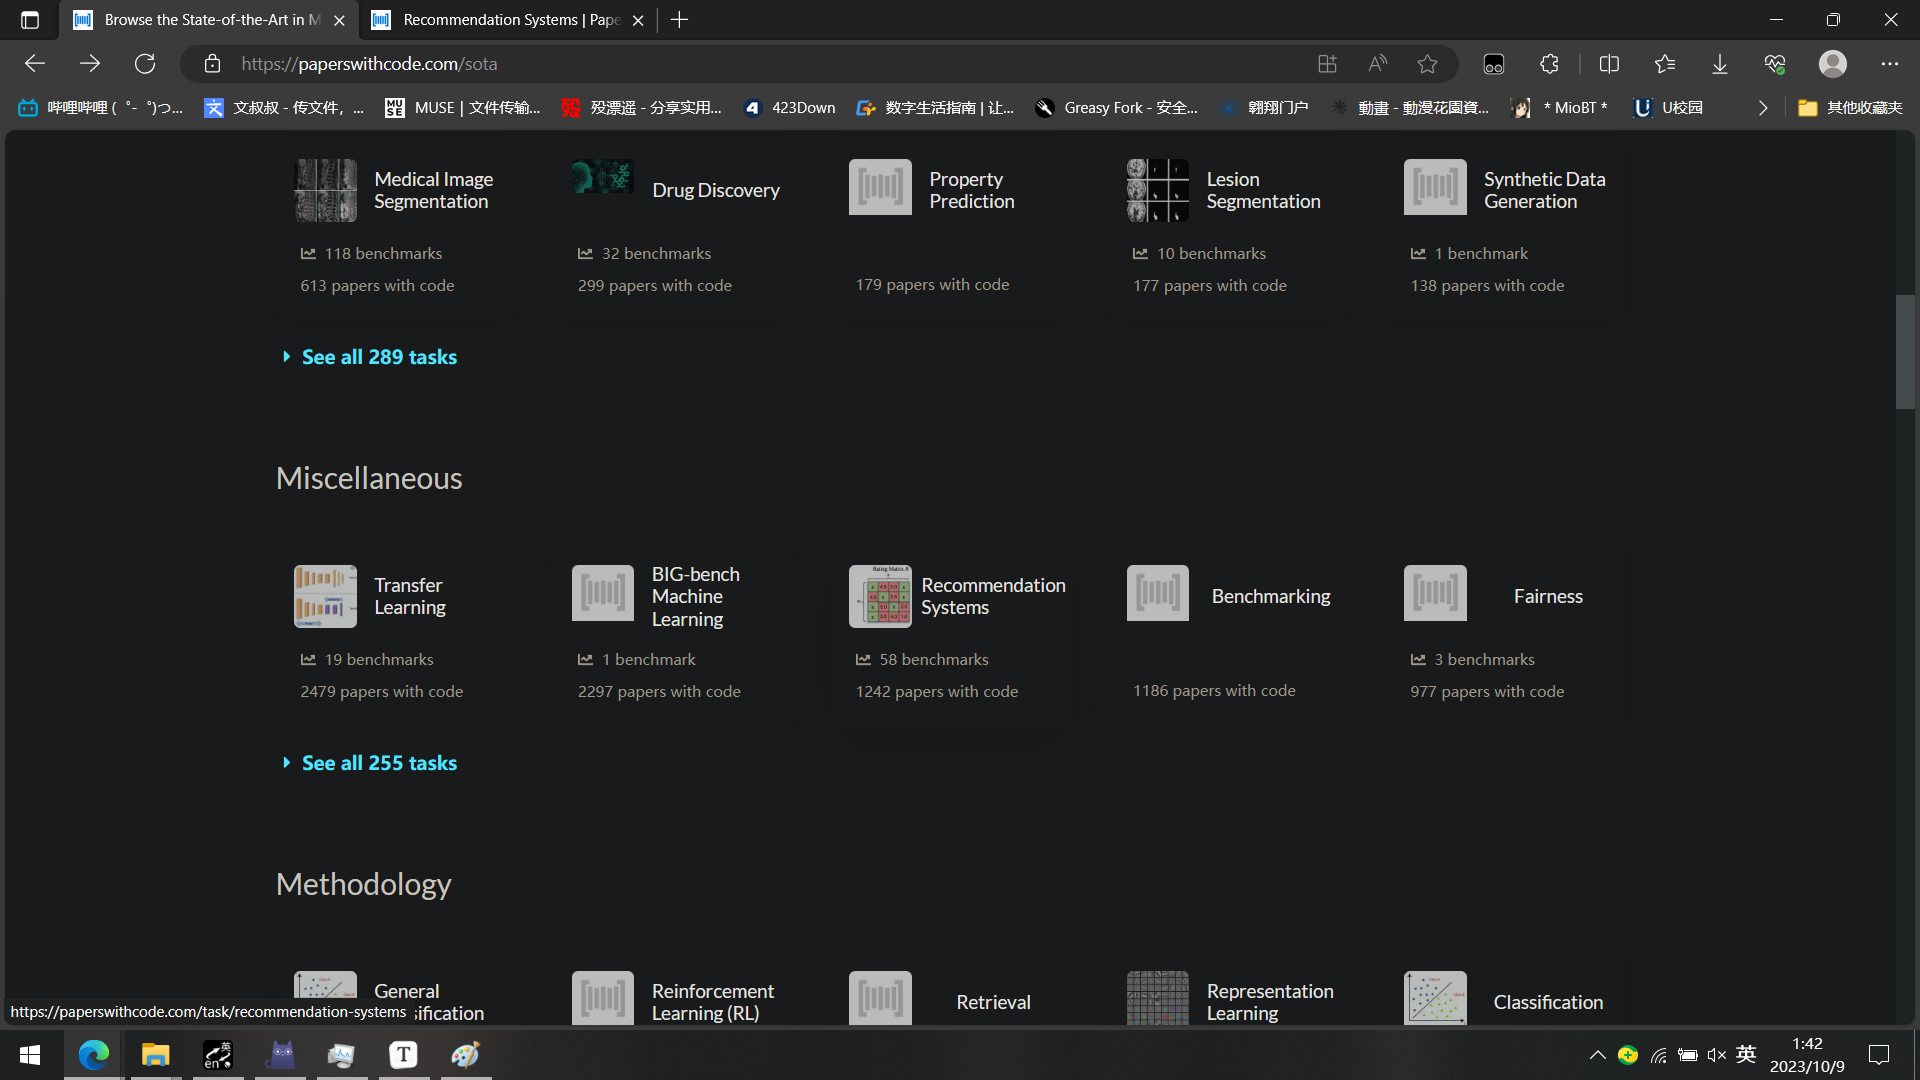 Browse the State-of-the-Art in M
Recommendation Systems | Pape
https://paperswithcode.com/sota
哔哩哔哩 (゜-゜)つ...
文叔叔 - 传文件，...
MUSE | 文件传输...
殁漂遥 - 分享实用...
423Down
数字生活指南 | 让...
Greasy Fork - 安全...
翱翔门户
動畫 - 動漫花園資...
* MioBT *
U校园
其他收藏夹
Medical Image
Segmentation
118 benchmarks
613 papers with code
Drug Discovery
32 benchmarks
299 papers with code
Property
Prediction
179 papers with code
Lesion
Segmentation
10 benchmarks
177 papers with code
Synthetic Data
Generation
1 benchmark
138 papers with code
See all 289 tasks
Miscellaneous
Transfer
Learning
19 benchmarks
2479 papers with code
BIG-bench
Machine
Learning
1 benchmark
2297 papers with code
Recommendation
Systems
58 benchmarks
1242 papers with code
Benchmarking
1186 papers with code
Fairness
3 benchmarks
977 papers with code
See all 255 tasks
Methodology
General
sification
Reinforcement
Learning (RL)
Retrieval
Representation
Learning
Classification
https://paperswithcode.com/task/recommendation-systems
英
1:42
2023/10/9